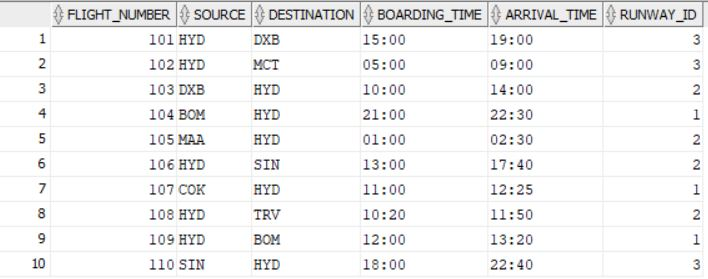 FLIGHT_NUMBER SOURCE DESTINATION BOARDING_TIME ARRIVAL_TIME RUNWAY_ID
1 101 HYD DXB 15:00 19:00 3
2 102 HYD MCT 05:00 09:00 3
3 103 DXB HYD 10:00 14:00 2
4 104 BOM HYD 21:00 22:30 1
5 105 MAA HYD 01:00 02:30 2
6 106 HYD SIN 13:00 17:40 2
7 107 COK HYD 11:00 12:25 1
8 108 HYD TRV 10:20 11:50 2
9 109 HYD BOM 12:00 13:20 1
10 110 SIN HYD 18:00 22:40 3